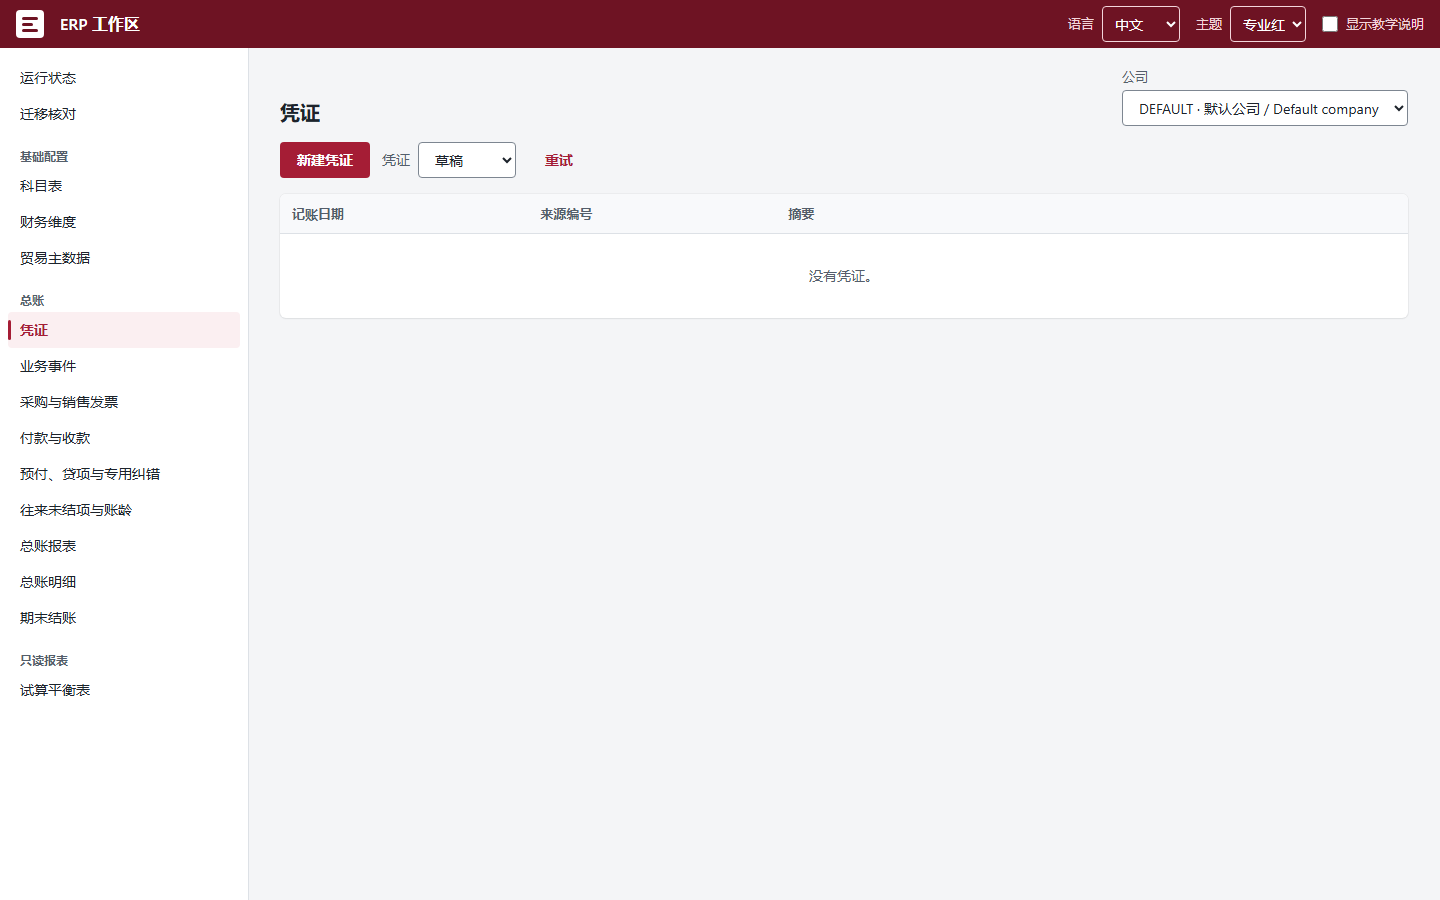 ERP 工作区
语言 中文 主题 专业红 显示教学说明
运行状态
迁移核对
基础配置
科目表
财务维度
贸易主数据
总账
凭证
业务事件
采购与销售发票
付款与收款
预付、贷项与专用纠错
往来未结项与账龄
总账报表
总账明细
期末结账
只读报表
试算平衡表
公司
DEFAULT · 默认公司 / Default company
凭证
新建凭证 凭证 草稿 重试
记账日期 来源编号 摘要
没有凭证。